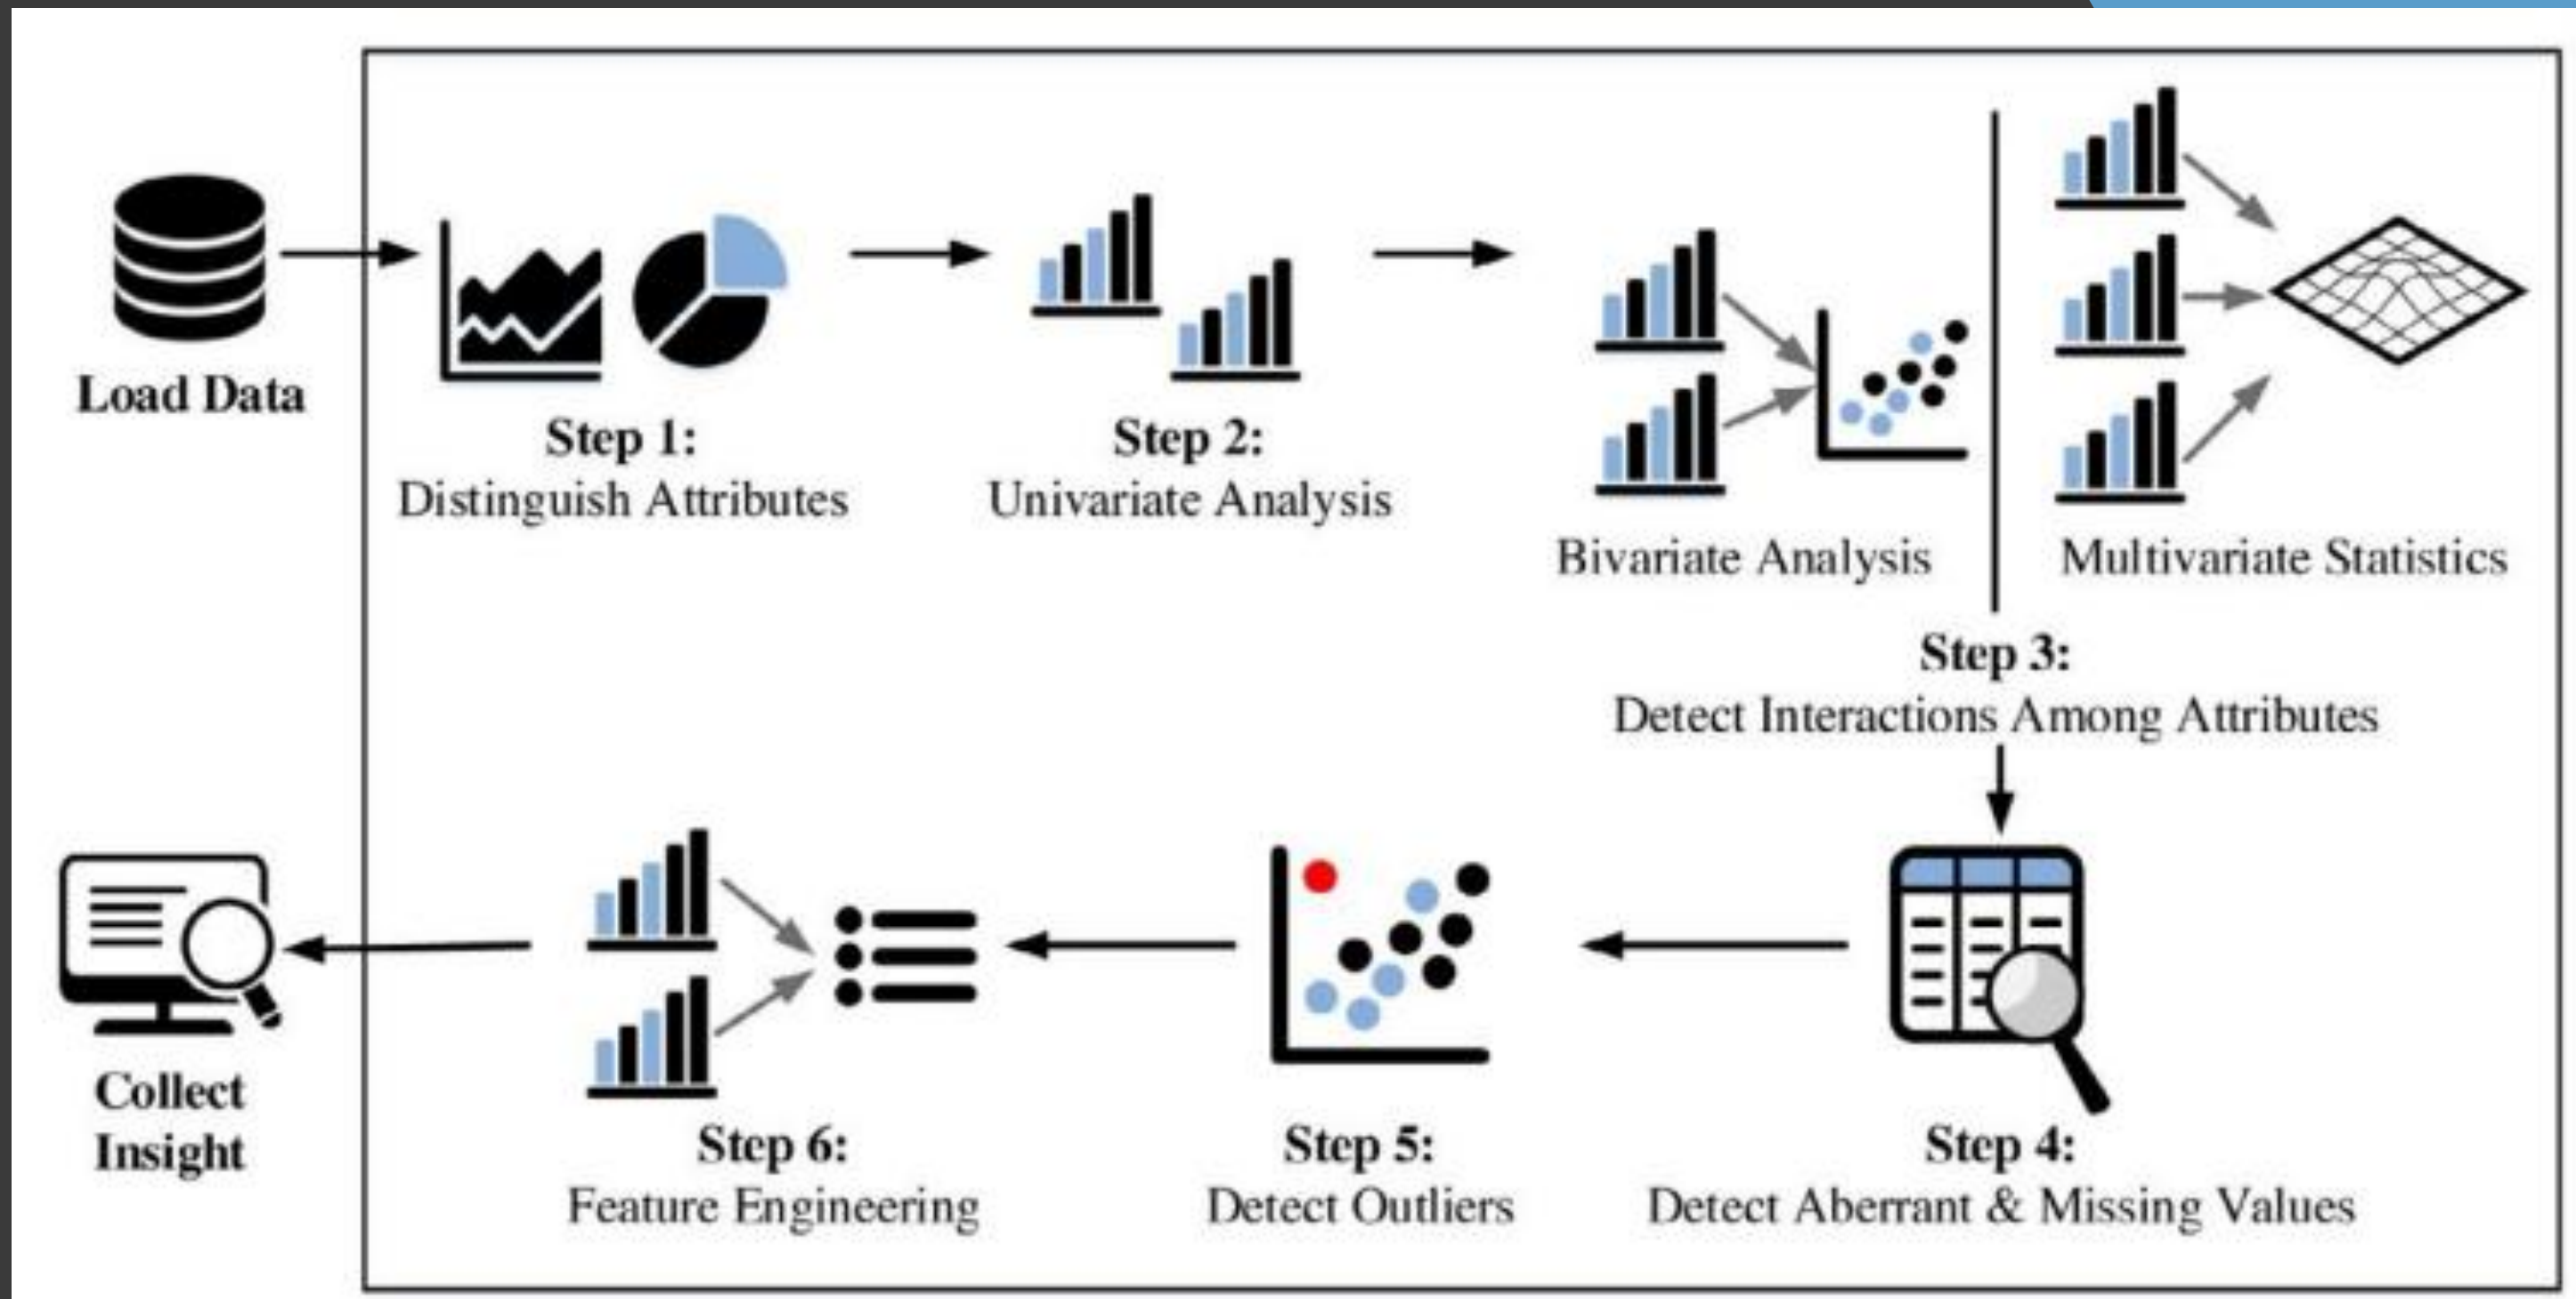 Load Data
Step 1:
Distinguish Attributes
Step 2:
Univariate Analysis
Bivariate Analysis
Multivariate Statistics
Step 3:
Detect Interactions Among Attributes
Step 4:
Detect Aberrant & Missing Values
Step 5:
Detect Outliers
Step 6:
Feature Engineering
Collect
Insight